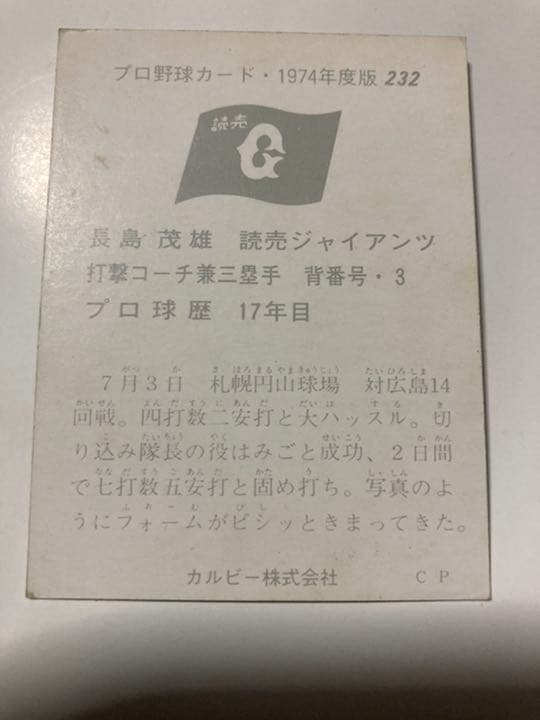 プロ野球カード・1974年度版 232
読売
G
長島茂雄 読売ジャイアンツ
打撃コーチ兼三塁手 背番号・3
プロ球歴 17年目
7月3日 札幌円山球場 対広島14
回戦。四打数二安打と大ハッスル。切
り込み隊長の役はみごと成功、2日間
で七打数五安打と固め打ち。写真のよ
うにフォームがビシッときまってきた。
カルビー株式会社 CP